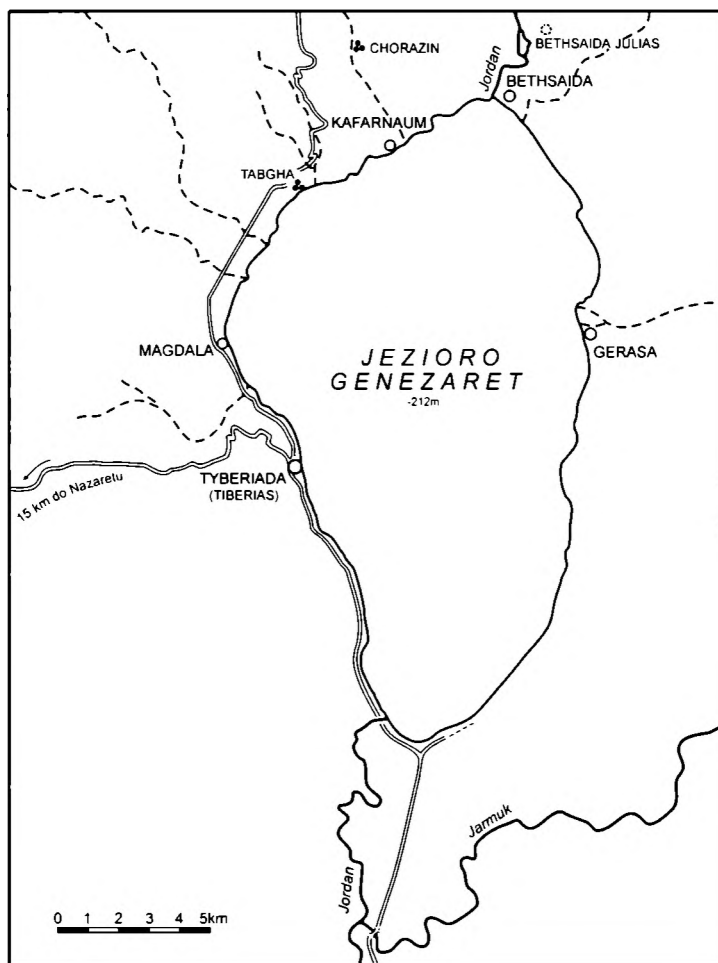 CHORAZIN
Jordan
BETHSAIDA JULIAS
BETHSAIDA
KAFARNAUM
TABGHA
MAGDALA
JEZIORO
GENEZARET
-212m
GERASA
TYBERIADA
(TIBERIAS)
15 km do Nazaretu
Jarmuk
Jordan
0 1 2 3 4 5km